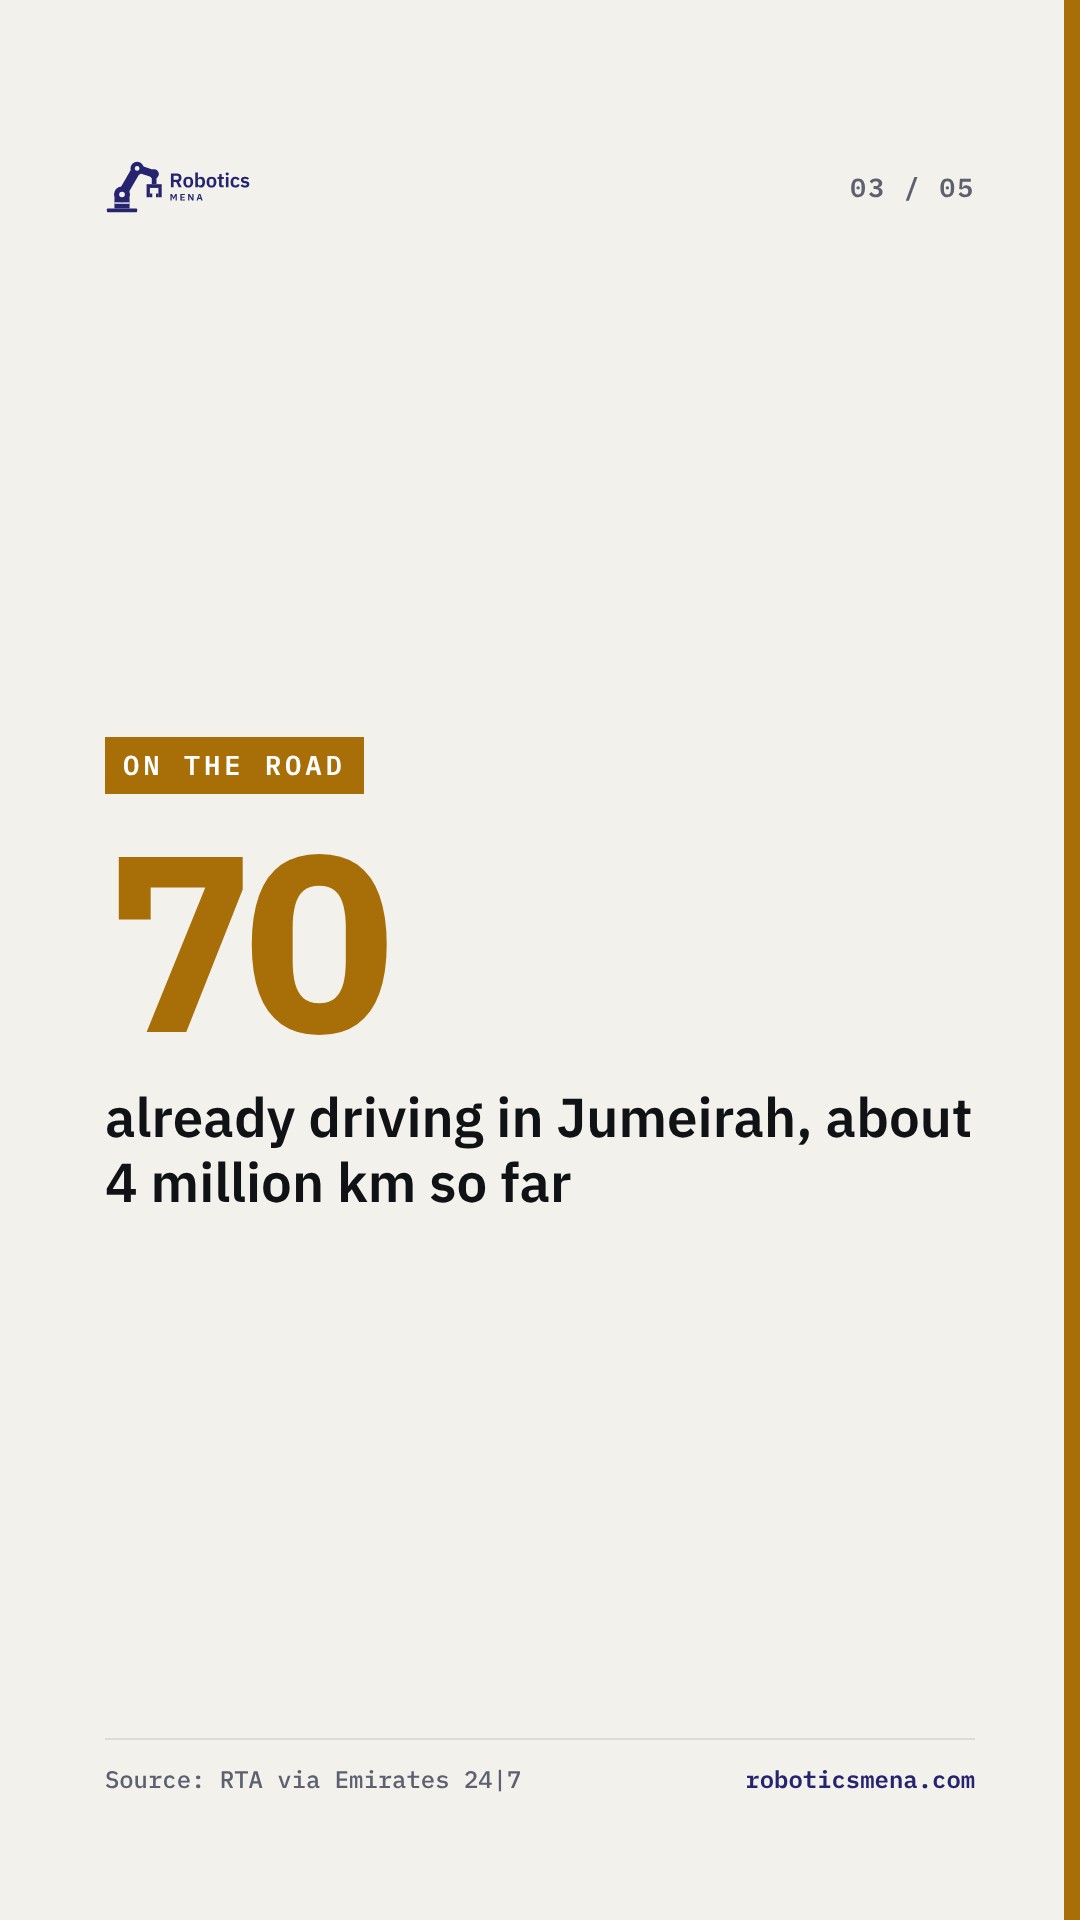 Robotics
MENA
03 / 05
ON THE ROAD
70
already driving in Jumeirah, about
4 million km so far
Source: RTA via Emirates 24|7
roboticsmena.com